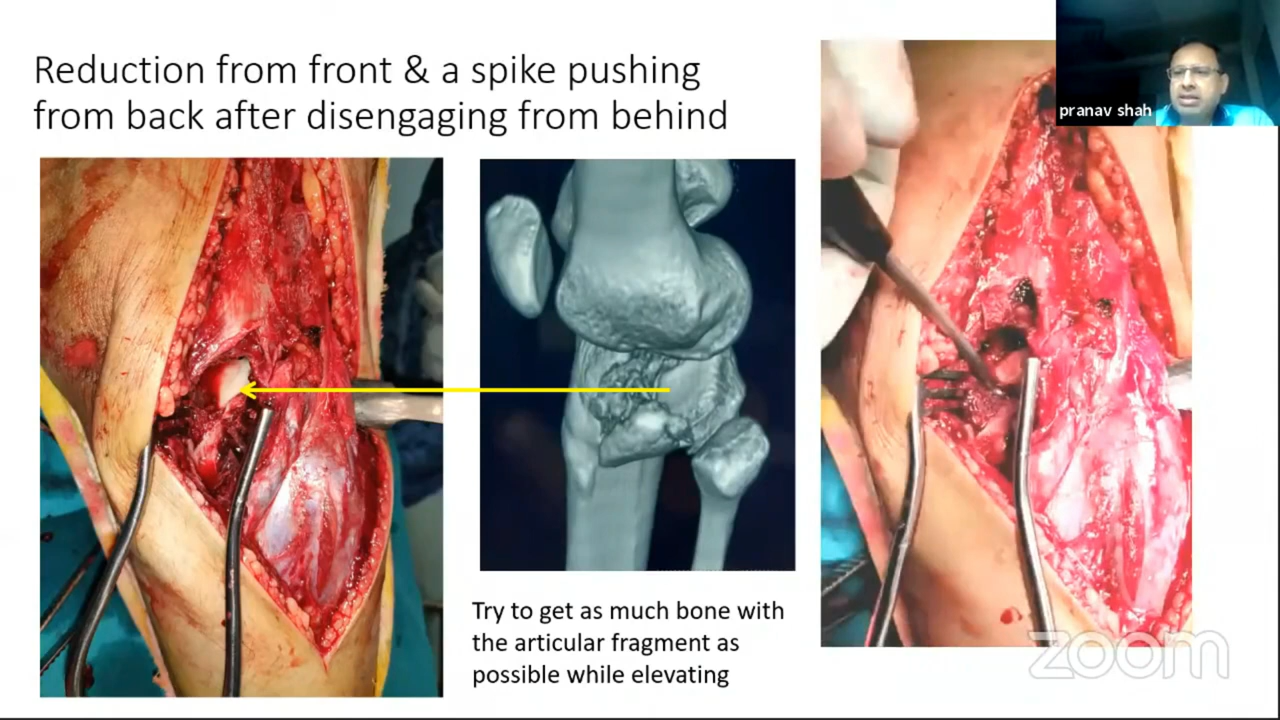 Reduction from front & a spike pushing
from back after disengaging from behind
pranav shah
Try to get as much bone with
the articular fragment as
possible while elevating
zoom